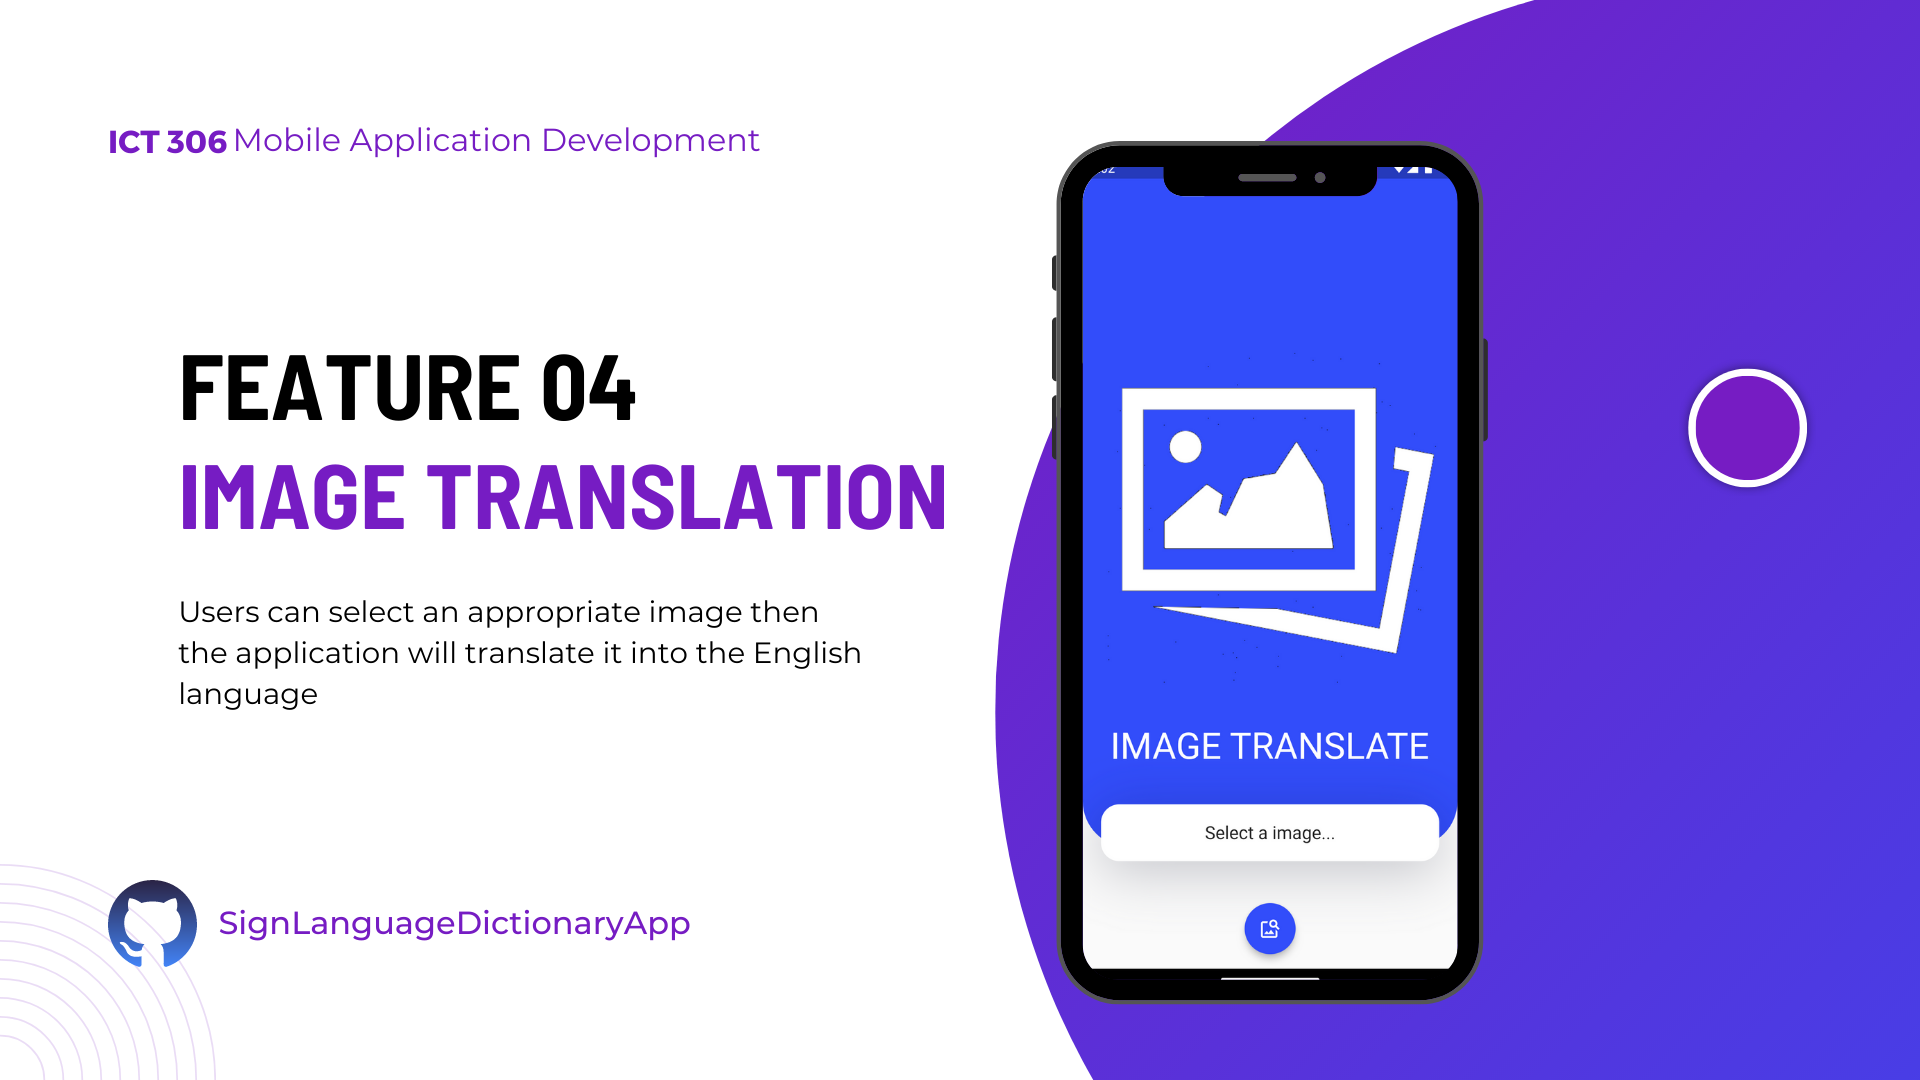 ICT 306 Mobile Application Development
FEATURE 04
IMAGE TRANSLATION
Users can select an appropriate image then
the application will translate it into the English
language
SignLanguageDictionaryApp
IMAGE TRANSLATE
Select a image...